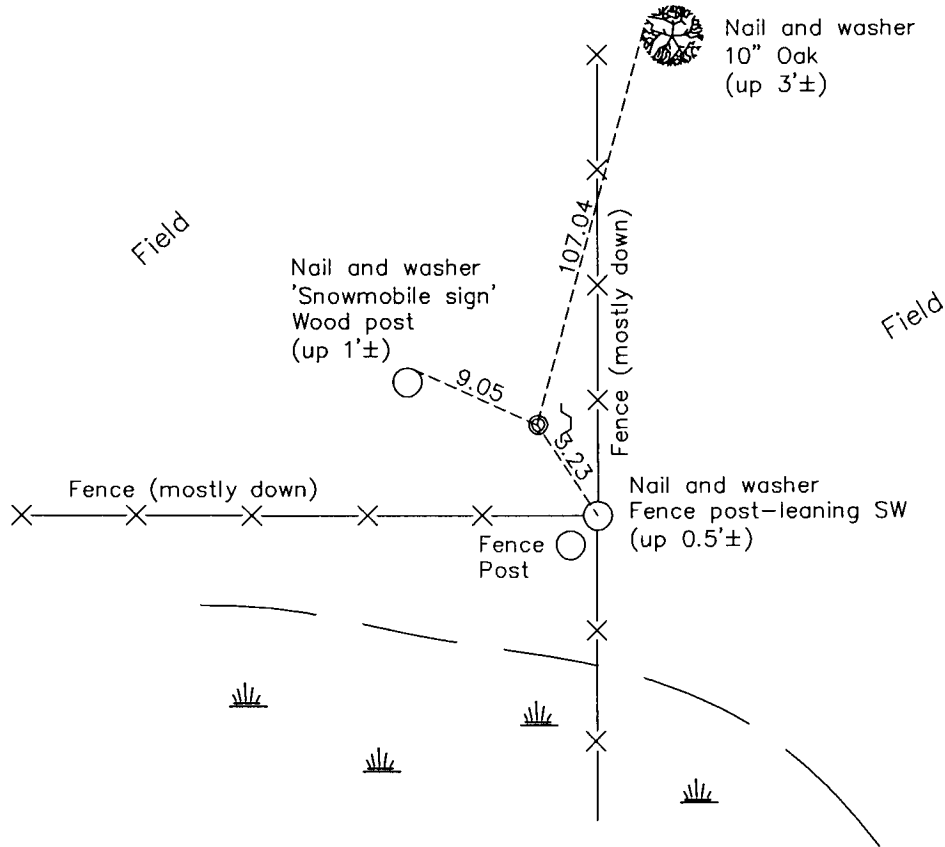 Nail and washer
10" Oak
(up 3'±)
Field
107.04
Nail and washer
'Snowmobile sign'
Wood post
(up 1'±)
Fence (mostly down)
Field
9.05
3.23
Fence (mostly down)
Nail and washer
Fence post-leaning SW
(up 0.5'±)
Fence
Post